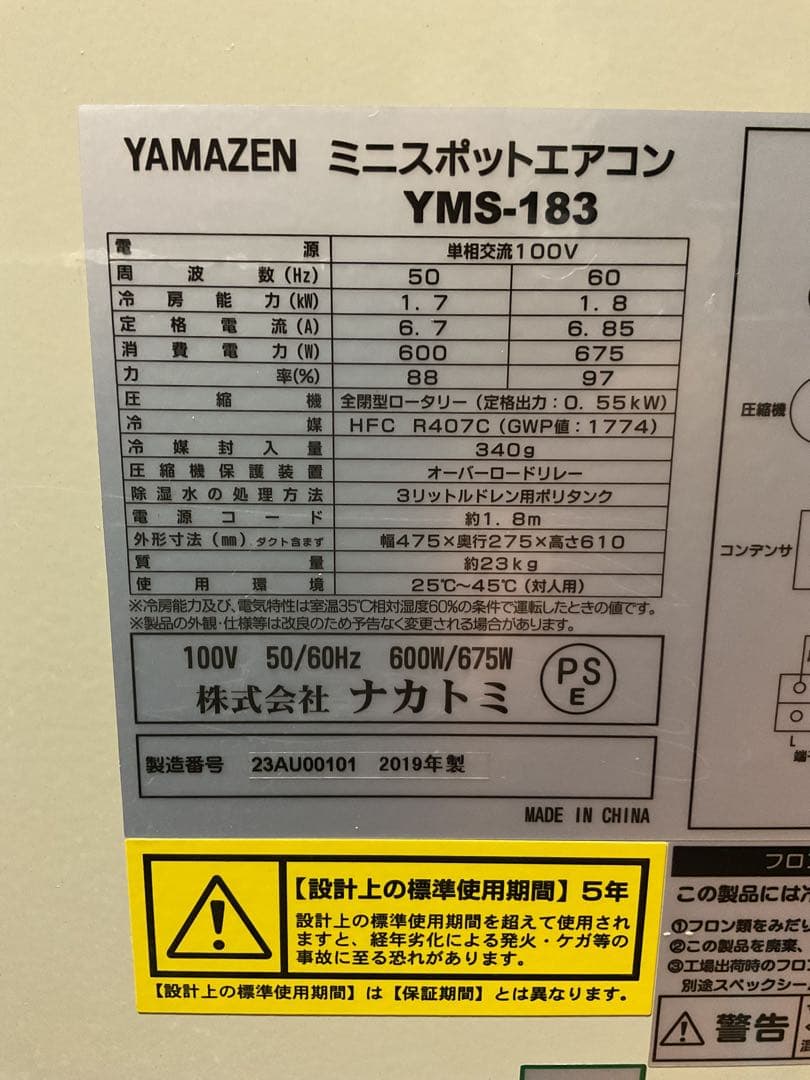 YAMAZEN ミニスポットエアコン
YMS-183
電源 単相交流100V
周波数(Hz) 50 60
冷房能力(kW) 1.7 1.8
定格電流(A) 6.7 6.85
消費電力(W) 600 675
力率(%) 88 97
圧縮機 全閉型ロータリー(定格出力:0.55kW)
冷媒 HFC R407C(GWP値:1774)
冷媒封入量 340g
圧縮機保護装置 オーバーロードリレー
除湿水の処理方法 3リットルドレン用ポリタンク
電源コード 約1.8m
外形寸法(mm)ダクト含まず 幅475×奥行275×高さ610
質量 約23kg
使用環境 25℃~45℃(対人用)
※冷房能力及び、電気特性は室温35℃相対湿度60%の条件で運転したときの値です。
※製品の外観・仕様等は改良のため予告なく変更される場合があります。
100V 50/60Hz 600W/675W
株式会社 ナカトミ
PS
E
製造番号 23AU00101 2019年製
MADE IN CHINA
圧縮機
コンデンサ
L
【設計上の標準使用期間】5年
設計上の標準使用期間を超えて使用され
ますと、経年劣化による発火・ケガ等の
事故に至る恐れがあります。
【設計上の標準使用期間】は【保証期間】とは異なります。
フロン
この製品には
①フロン類をみだり
②この製品を廃棄、
③工場出荷時のフロン
別途スペックシー
警告